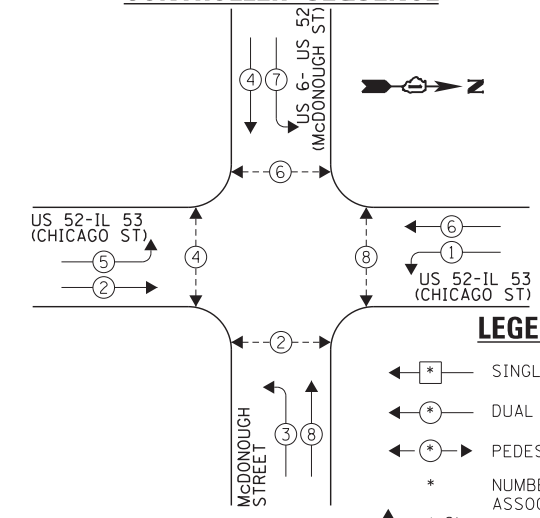 US 6- US 52
(McDONOUGH ST)
4 7
N
6
US 52-IL 53
(CHICAGO ST)
5
2
4
8
6
1
US 52-IL 53
(CHICAGO ST)
2
3 8
McDONOUGH
STREET
LEGE
* SINGL
* DUAL
* PEDES
* NUMBE
ASSOC